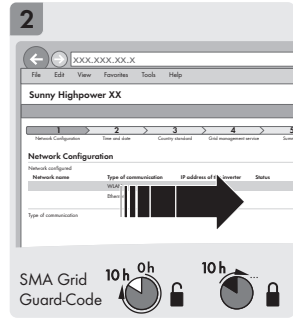 2
XXX.XXX.XX.X
File Edit View Favorites Tools Help
Sunny Highpower XX
1 2 3 4 5
Network Configuration Time and date Country standard Grid management service
Network Configuration
Network configured
Network name Type of communication IP address of the inverter Status
WLAN
Type of communication
10 h 0 h 10 h ...
SMA Grid
Guard-Code